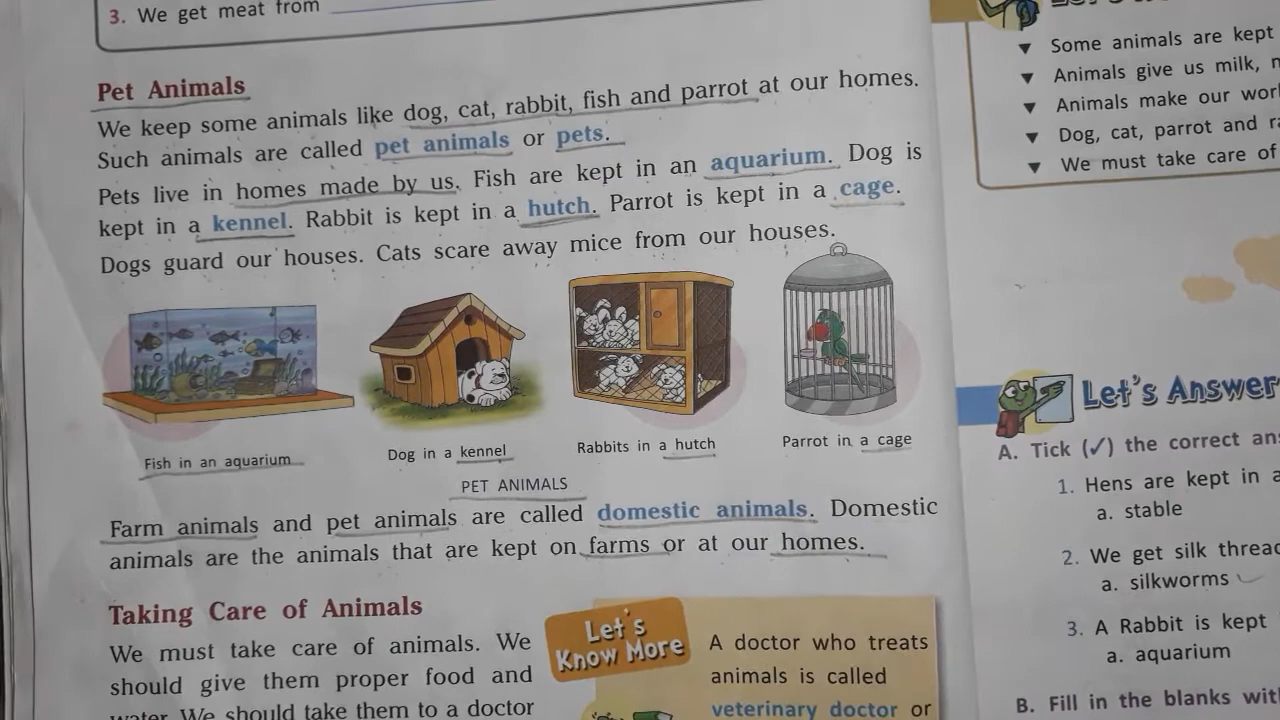 3. We get meat from
Pet Animals
We keep some animals like dog, cat, rabbit, fish and parrot at our homes.
Such animals are called pet animals or pets.
Pets live in homes made by us. Fish are kept in an aquarium. Dog is
kept in a kennel. Rabbit is kept in a hutch. Parrot is kept in a cage.
Dogs guard our houses. Cats scare away mice from our houses.
Fish in an aquarium
Dog in a kennel
Rabbits in a hutch
Parrot in a cage
PET ANIMALS
Farm animals and pet animals are called domestic animals. Domestic
animals are the animals that are kept on farms or at our homes.
Taking Care of Animals
We must take care of animals. We
should give them proper food and
water. We should take them to a doctor
Let's
Know More
A doctor who treats
animals is called
veterinary doctor or
▼ Some animals are kept
▼ Animals give us milk,
▼ Animals make our
▼ Dog, cat, parrot and
▼ We must take care of
Let's Answer
A. Tick (✓) the correct
1. Hens are kept in a
a. stable
2. We get silk
a. silkworms
3. A Rabbit is kept
a. aquarium
B. Fill in the blanks